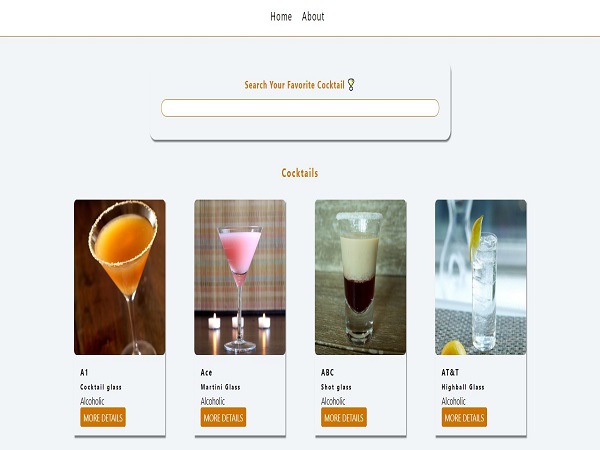 Home About
Search Your Favorite Cocktail
Cocktails
A1
Cocktail glass
Alcoholic
MORE DETAILS
Ace
Martini Glass
Alcoholic
MORE DETAILS
ABC
Shot glass
Alcoholic
MORE DETAILS
AT&T
Highball Glass
Alcoholic
MORE DETAILS